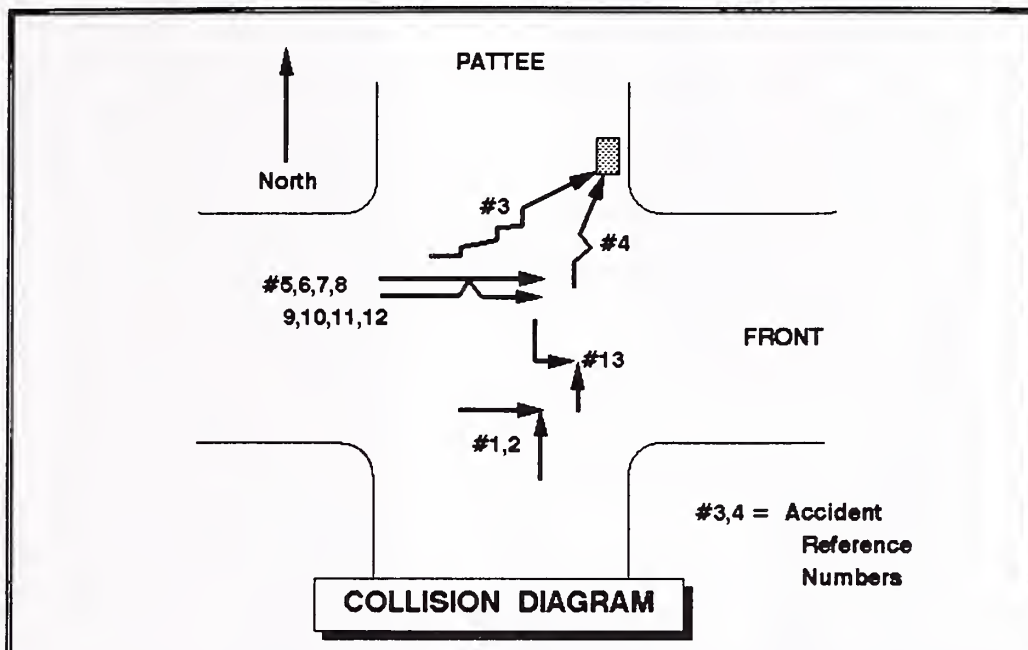 PATTEE
North
#3
#4
#5,6,7,8
9,10,11,12
FRONT
#13
#1,2
#3,4 = Accident
Reference
Numbers
COLLISION DIAGRAM